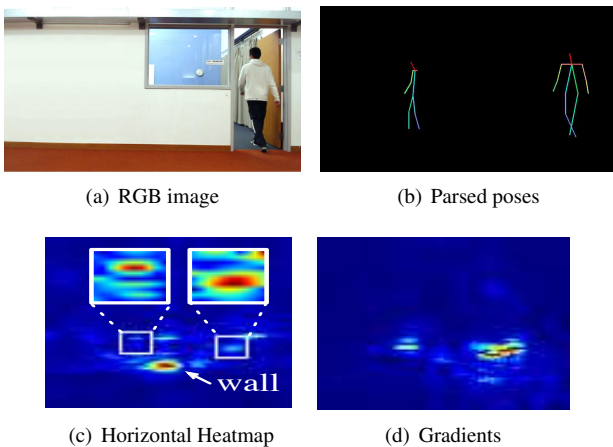 (a) RGB image
(b) Parsed poses
wall
(c) Horizontal Heatmap
(d) Gradients